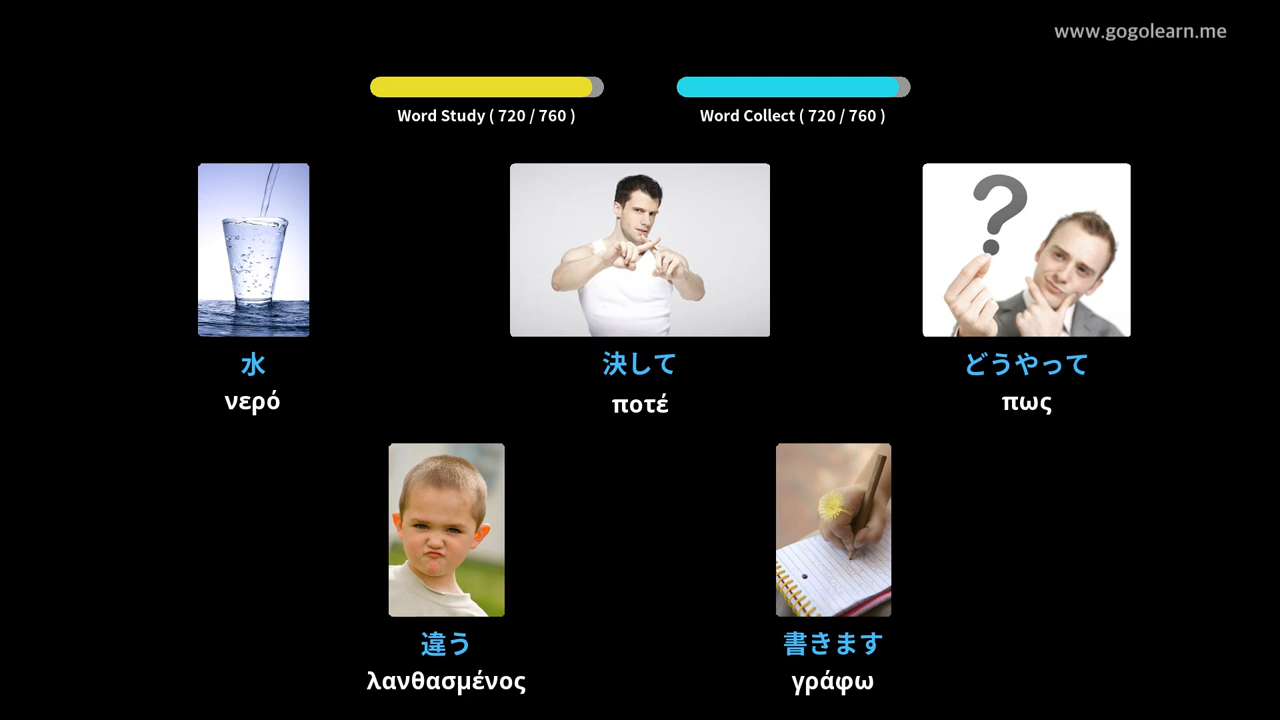 www.gogolearn.me
Word Study ( 720 / 760 )
Word Collect ( 720 / 760 )
水
νερό
決して
ποτέ
どうやって
πως
違う
λανθασμένος
書きます
γράφω